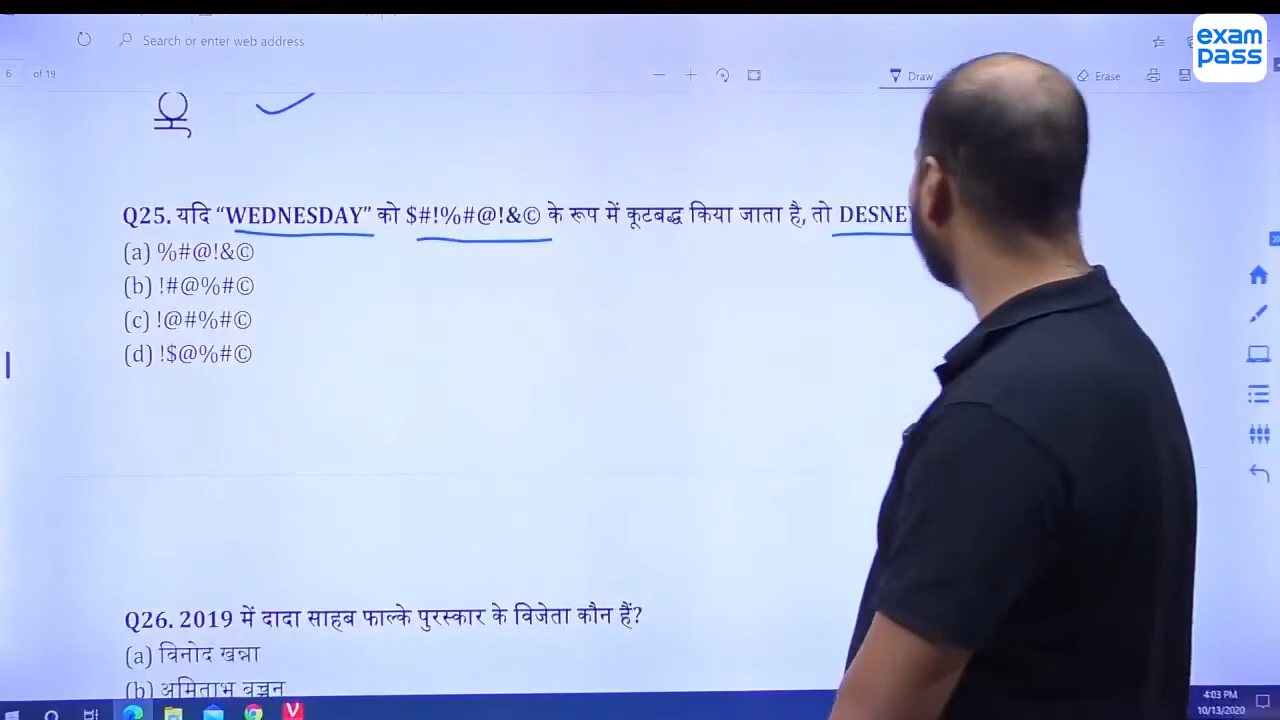 exam
pass
Search or enter web address
6 of 19
Draw
Erase
Q25. यदि “WEDNESDAY” को $#!%#@!&© के रूप में कूटबद्ध किया जाता है, तो
(a) %#@!&©
(b) !#@%#©
(c) !@#%#©
(d) !$@%#©
Q26. 2019 में दादा साहब फाल्के पुरस्कार के विजेता कौन हैं?
(a) विनोद खन्ना
(b) अमिताभ बच्चन
4:03 PM
10/13/2020